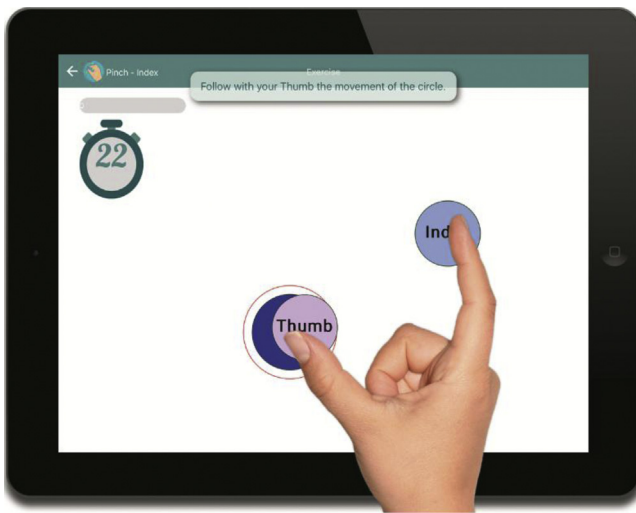 Pinch - Index
Exercise
Follow with your Thumb the movement of the circle.
22
Ind
Thumb